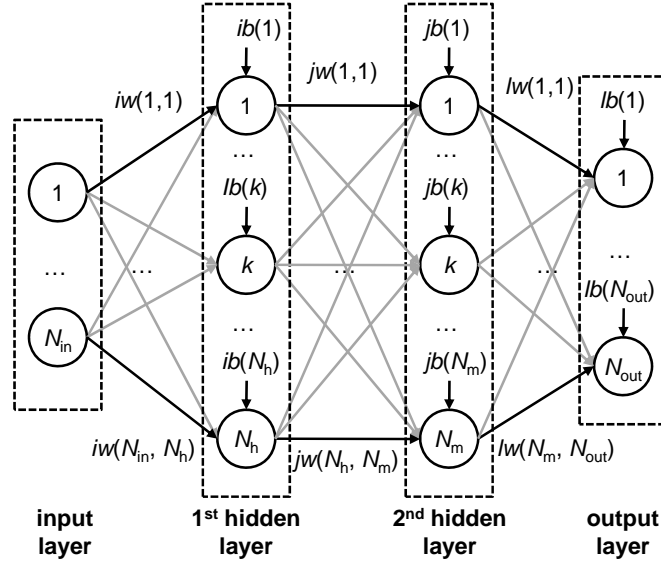 ib(1)
jb(1)
iw(1,1)
jw(1,1)
lw(1,1)
lb(1)
1
1
1
1
...
...
lb(k)
jb(k)
k
k
...
...
...
...
...
...
...
...
lb(Nout)
ib(Nh)
jb(Nm)
Nin
Nout
Nh
Nm
iw(Nin, Nh)
jw(Nh, Nm)
lw(Nm, Nout)
input
layer
1st hidden
layer
2nd hidden
layer
output
layer